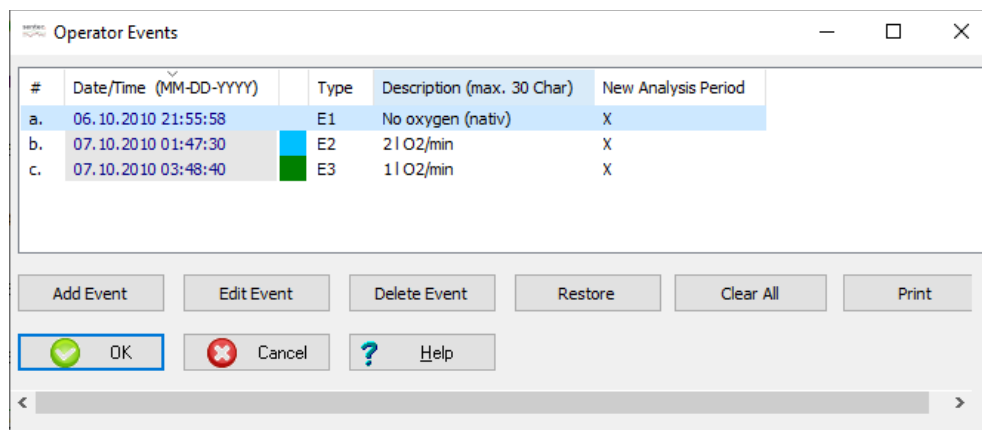 sentec Operator Events
# Date/Time (MM-DD-YYYY) Type Description (max. 30 Char) New Analysis Period
a. 06.10.2010 21:55:58 E1 No oxygen (nativ) X
b. 07.10.2010 01:47:30 E2 2 l O2/min X
c. 07.10.2010 03:48:40 E3 1 l O2/min X
Add Event Edit Event Delete Event Restore Clear All Print
OK Cancel ? Help